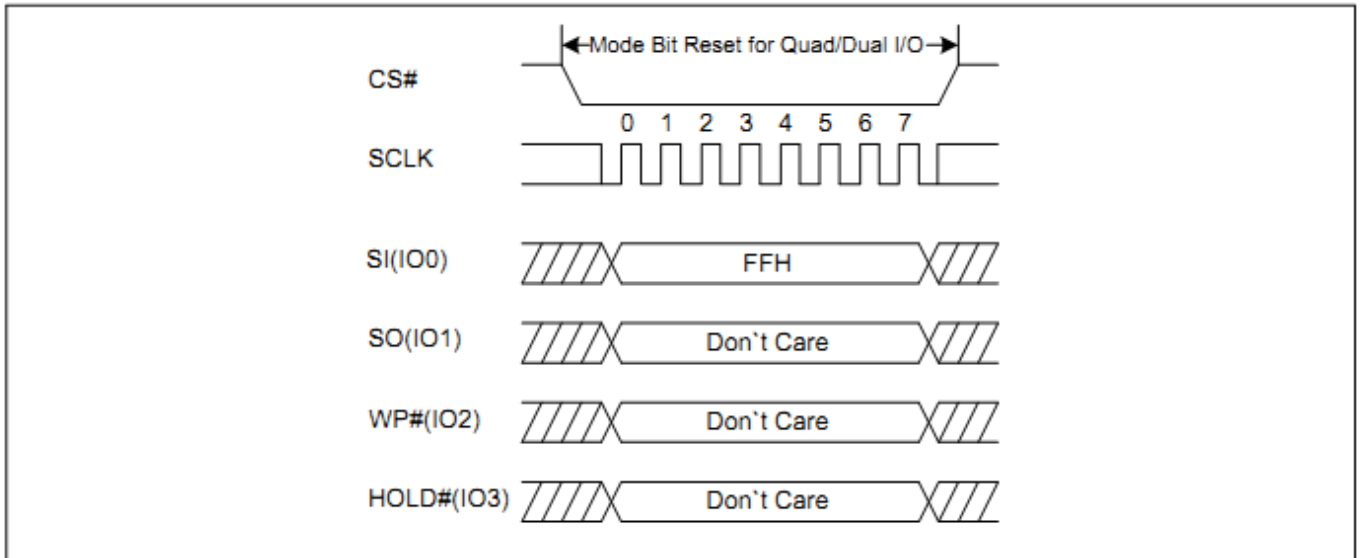 Mode Bit Reset for Quad/Dual I/O
CS#
0 1 2 3 4 5 6 7
SCLK
SI(IO0) FFH
SO(IO1) Don`t Care
WP#(IO2) Don`t Care
HOLD#(IO3) Don`t Care